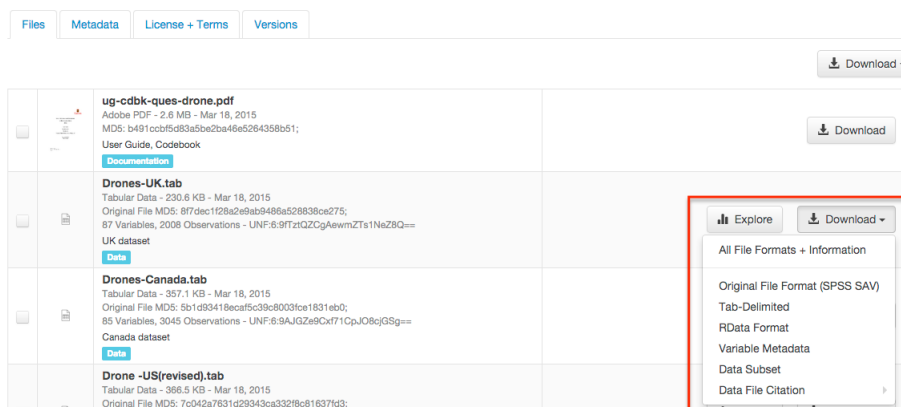 Files
Metadata
License + Terms
Versions
Download
ug-cdbk-ques-drone.pdf
Adobe PDF - 2.6 MB - Mar 18, 2015
MD5: b491ccbf5d83a5be2ba46e5264358b51;
User Guide, Codebook
Documentation
Download
Drones-UK.tab
Tabular Data - 230.6 KB - Mar 18, 2015
Original File MD5: 8f7dec1f28a2e9ab9486a528838ce275;
87 Variables, 2008 Observations - UNF:6:9fTztQZCgAewmZTs1NeZ8Q==
UK dataset
Data
Explore
Download
All File Formats + Information
Original File Format (SPSS SAV)
Tab-Delimited
RData Format
Variable Metadata
Data Subset
Data File Citation
Drones-Canada.tab
Tabular Data - 357.1 KB - Mar 18, 2015
Original File MD5: 5b1d93418ecaf5c39c8003fce1831eb0;
85 Variables, 3045 Observations - UNF:6:9AJGZe9Cxf71CpJO8cjGSg==
Canada dataset
Data
Drone -US(revised).tab
Tabular Data - 366.5 KB - Mar 18, 2015
Original File MD5: 7c042a7631d29343ca332f8c81637fd3;